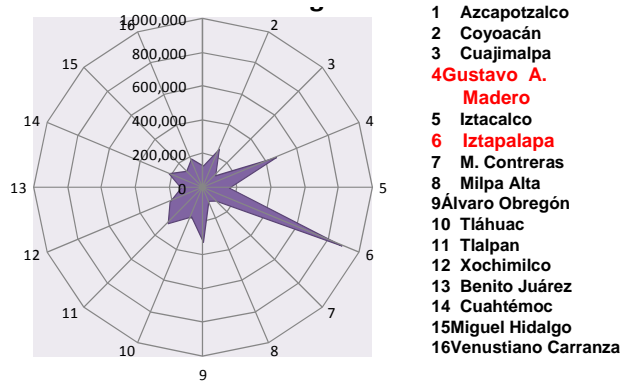 1,000,000
800,000
600,000
400,000
200,000
0
2
3
4
5
6
7
8
9
10
11
12
13
14
15
16
1 Azcapotzalco
2 Coyoacán
3 Cuajimalpa
4Gustavo A.
Madero
5 Iztacalco
6 Iztapalapa
7 M. Contreras
8 Milpa Alta
9Álvaro Obregón
10 Tláhuac
11 Tlalpan
12 Xochimilco
13 Benito Juárez
14 Cuahtémoc
15Miguel Hidalgo
16Venustiano Carranza